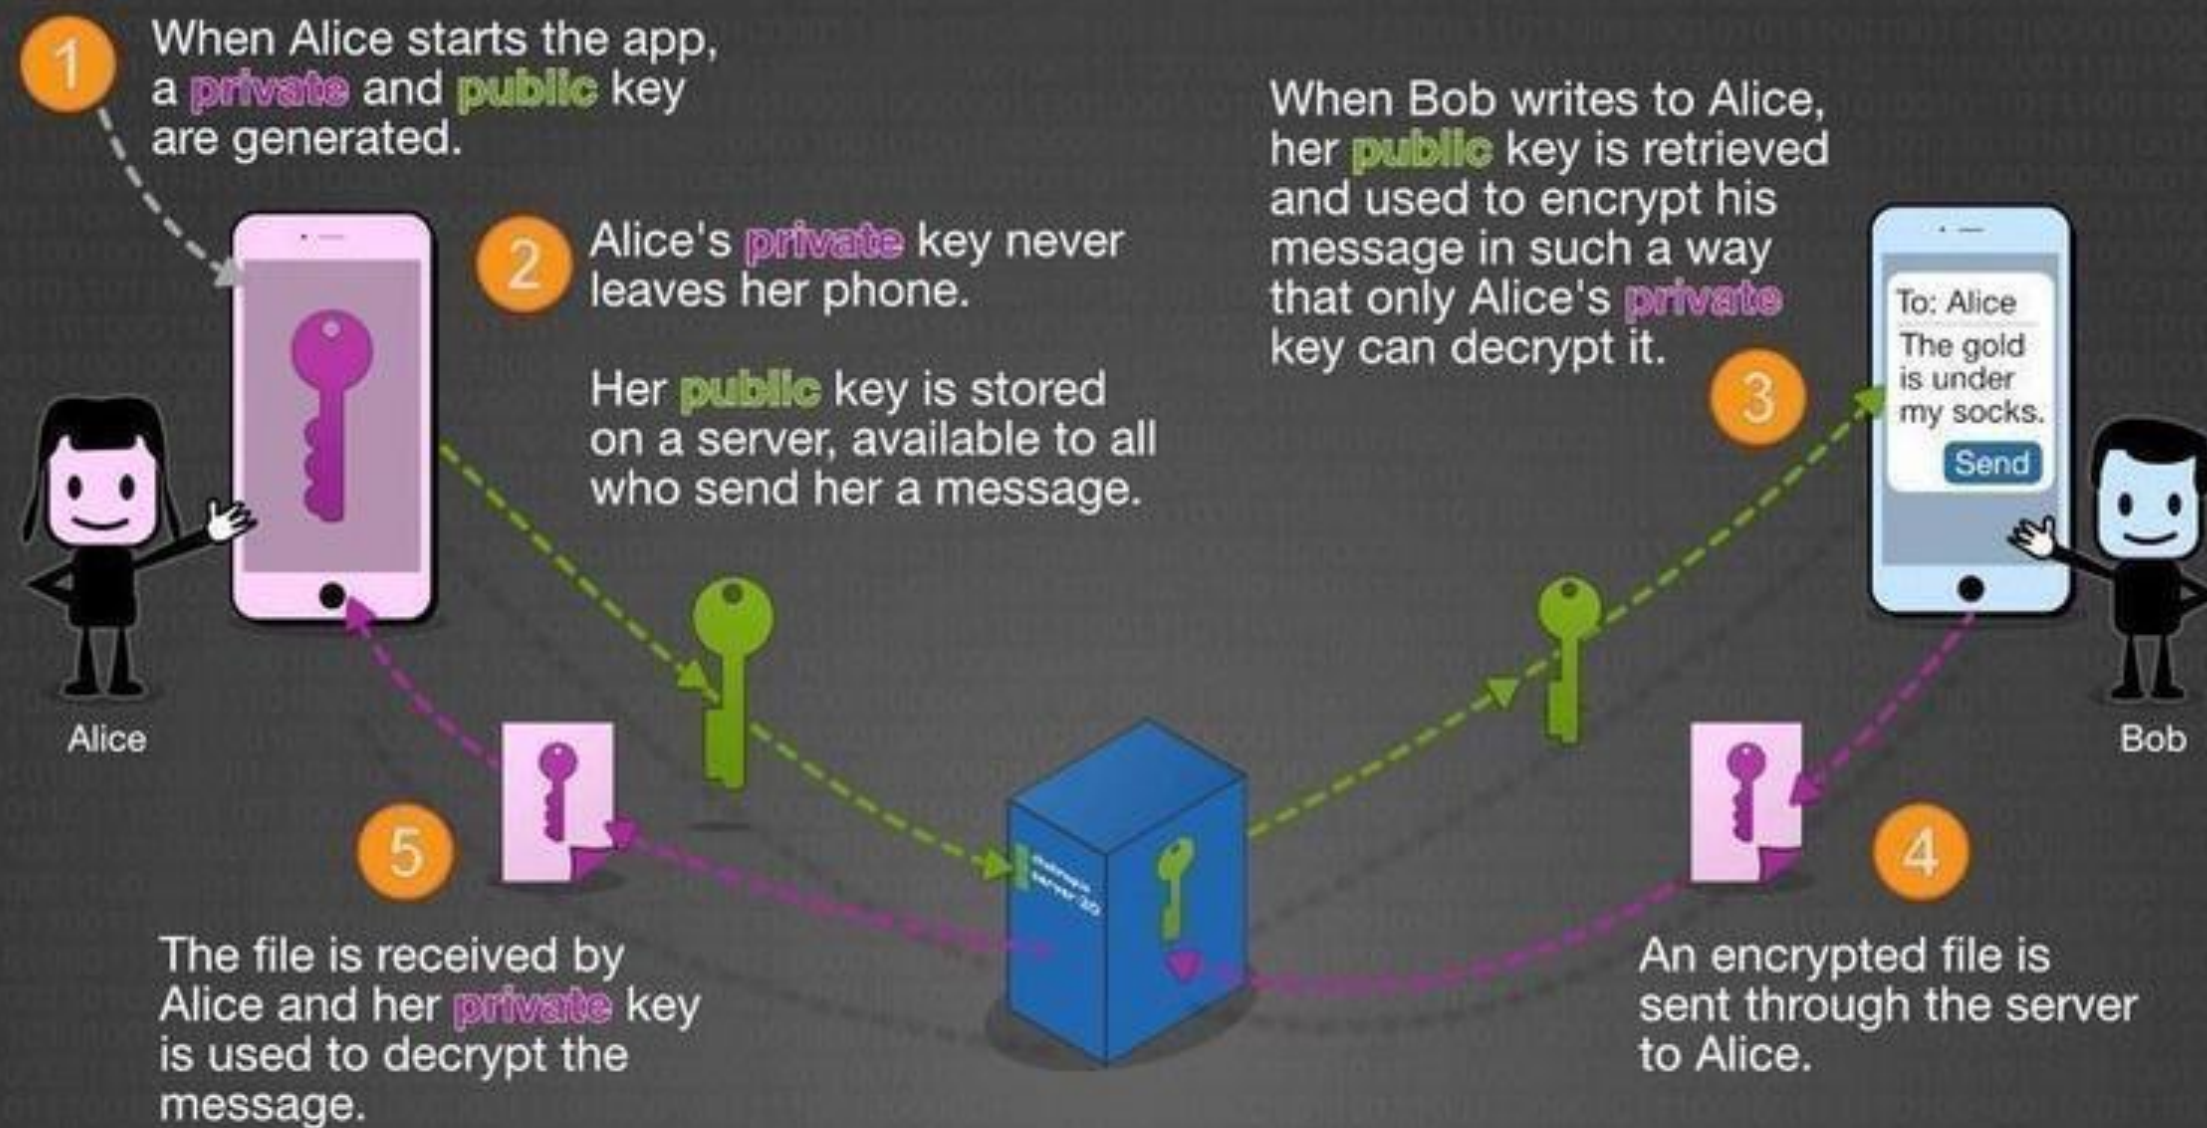 1
When Alice starts the app,
a private and public key
are generated.
2
Alice's private key never
leaves her phone.
Her public key is stored
on a server, available to all
who send her a message.
When Bob writes to Alice,
her public key is retrieved
and used to encrypt his
message in such a way
that only Alice's private
key can decrypt it.
3
To: Alice
The gold
is under
my socks.
Send
Alice
Bob
4
An encrypted file is
sent through the server
to Alice.
5
The file is received by
Alice and her private key
is used to decrypt the
message.